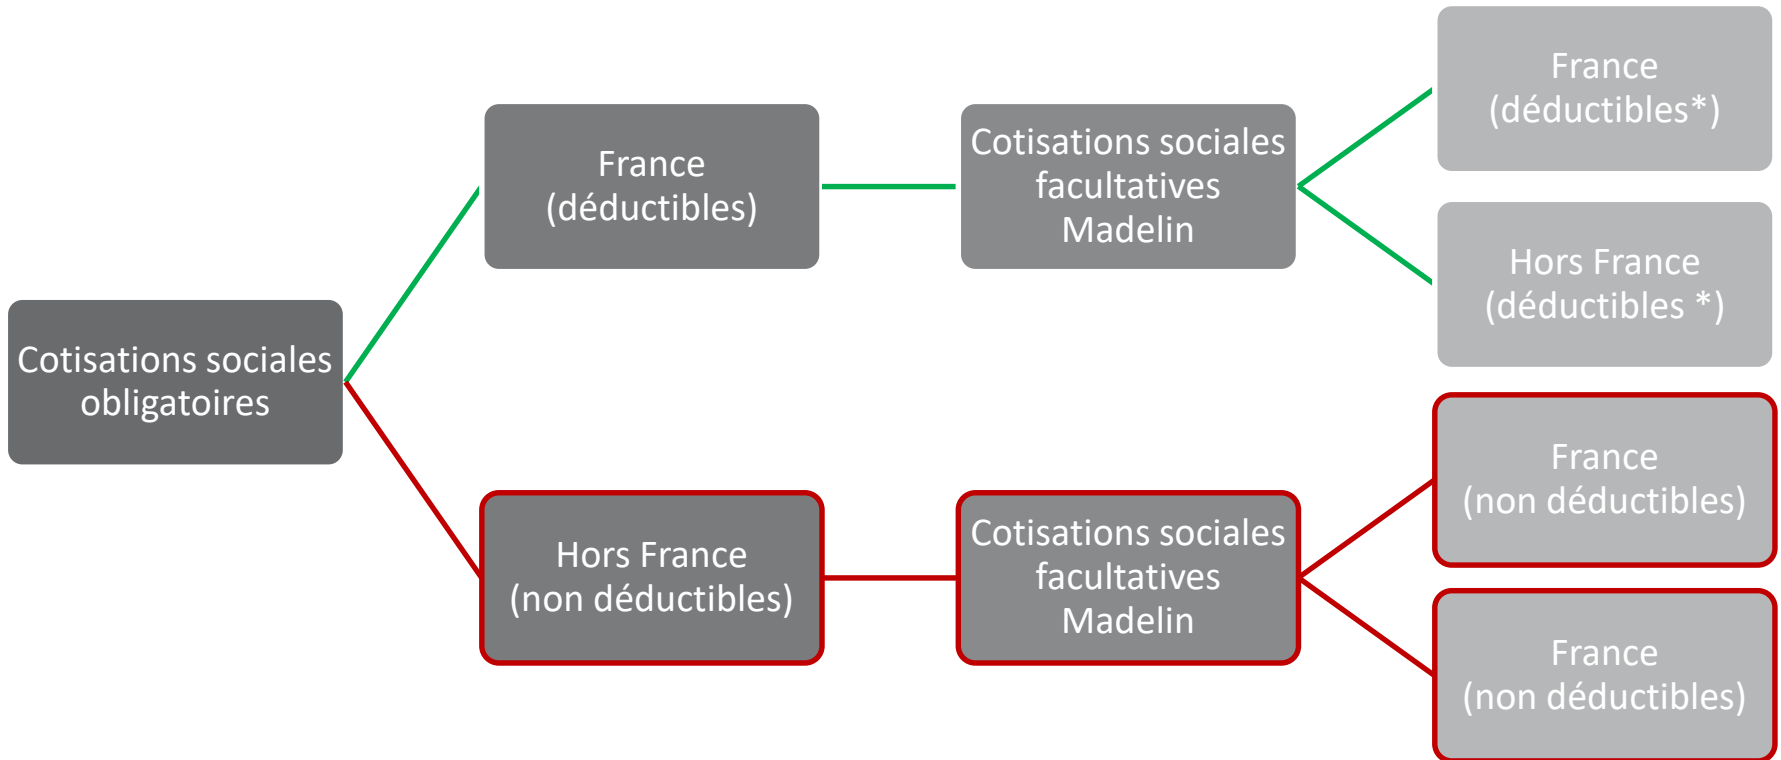 Cotisations sociales
obligatoires
France
(déductibles)
Cotisations sociales
facultatives
Madelin
France
(déductibles*)
Hors France
(déductibles *)
Hors France
(non déductibles)
Cotisations sociales
facultatives
Madelin
France
(non déductibles)
France
(non déductibles)